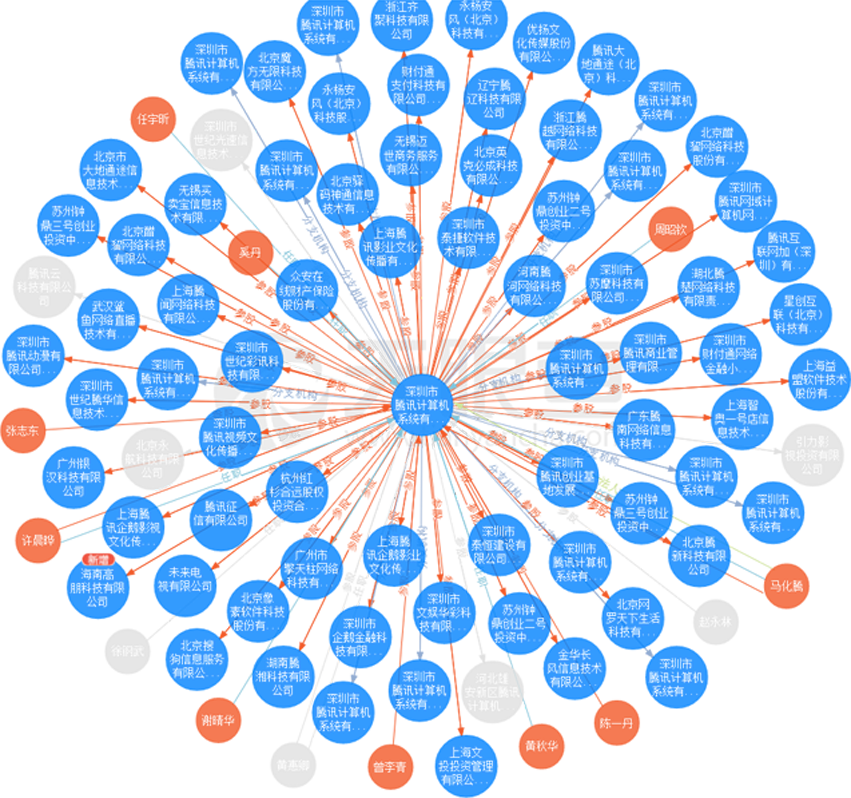 深圳市
腾讯计算机
系统有...
浙江齐
聚科技有限
公司
永杨安
风（北京）
科技有...
优扬文
化传媒股份
有限公...
深圳市
腾讯计算机
系统有...
北京魔
方无限科技
有限公...
财付通
支付科技有
限公司
腾讯大
地通途（北
京）科...
永杨安
风（北京）
科技股...
辽宁腾
辽科技有限
公司
深圳市
腾讯计算机
系统有...
任宇昕
深圳市
世纪光速信
息技术...
浙江腾
越网络科技
有限公...
北京酷
股份有...
无锡迈
世商务服务
有限公...
北京英
克必成科技
有限公...
深圳市
腾讯计算机
系统有...
深圳市
腾讯计算机
系统有...
北京市
大地通途信
息技术...
无锡买
卖宝信息技
术有限...
北京驿
码神通信息
技术有...
苏州钟
鼎创业二号
投资中...
深圳市
腾讯网域计
算机网...
苏州钟
鼎三号创业
投资中...
北京酷
有限公...
奚丹
上海腾
讯影业文化
传播有...
深圳市
泰捷软件技
术有限...
周昭钦
腾讯互
联网加（深
圳）有...
腾讯云
科技有限公
司
武汉鲨
鱼网络直播
技术有...
上海腾
闻网络科技
有限公...
众安在
线财产保险
股份有...
河南腾
河网络科技
有限公...
深圳市
苏摩科技有
限公司
湖北腾
楚网络科技
有限责...
星创互
联（北京）
科技有...
深圳市
腾讯动漫有
限公司...
深圳市
世纪腾华信
息技术...
深圳市
腾讯计算机
系统有...
深圳市
世纪彩讯科
技有限...
深圳市
腾讯计算机
系统有...
深圳市
腾讯商业管
理有限...
深圳市
财付通网络
金融小...
上海益
盟软件技术
股份有...
深圳市
腾讯计算机
系统有...
张志东
北京永
航科技有限
公司
深圳市
腾讯视频文
化传播...
广东腾
南网络信息
科技有...
上海智
奥一号店信
息技术...
引力影
视投资有限
公司
广州银
汉科技有限
公司
杭州红
杉合远股权
投资合...
深圳市
腾讯创业基
地发展...
深圳市
腾讯计算机
系统有...
许晨晔
上海腾
讯企鹅影视
文化传...
腾讯征
信有限公司
苏州钟
鼎三号创业
投资中...
深圳市
腾讯计算机
系统有...
新增
海南高
朋科技有限
公司
未来电
视有限公司
广州市
擎天柱网络
科技有...
上海腾
讯企鹅影业
文化传...
深圳市
泰恒建设有
限公司
深圳市
腾讯计算机
系统有...
北京腾
新科技有限
公司
马化腾
北京像
素软件科技
股份有...
深圳市
企鹅金融科
技有限...
深圳市
文娱华彩科
技有限...
苏州钟
鼎创业二号
投资中...
北京网
罗天下生活
科技有...
赵永林
北京搜
狗信息服务
有限公...
湖南腾
湘科技有限
公司
深圳市
腾讯计算机
系统有...
深圳市
腾讯计算机
系统有...
河北雄
安新区腾讯
计算机...
金华长
风信息技术
有限公...
深圳市
腾讯计算机
系统有...
谢晴华
黄惠卿
曾李青
上海文
投投资管理
有限公...
黄秋华
陈一丹
分支机构
分支机构
分支机构
分支机构
分支机构
分支机构
参股
参股
参股
任职